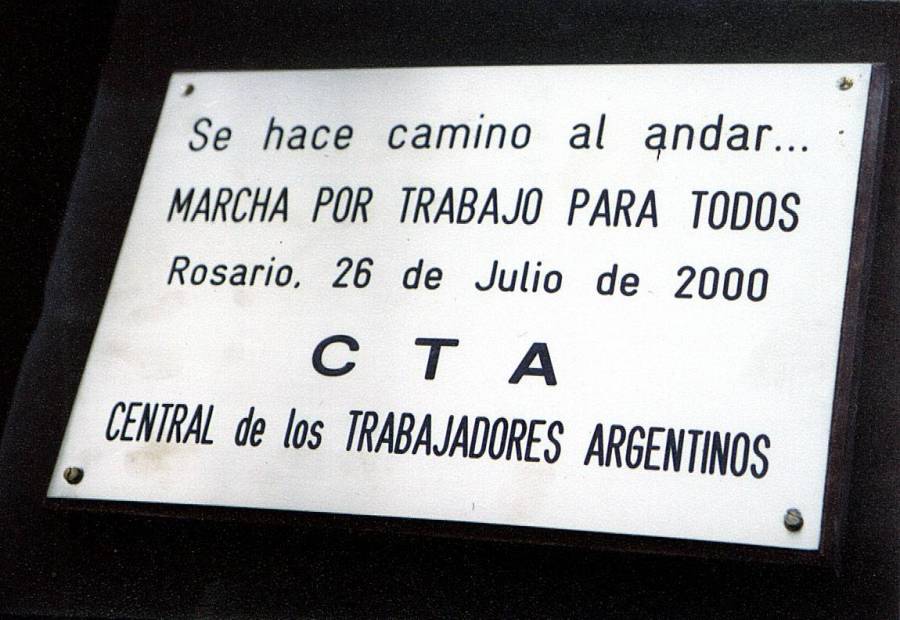 Se hace camino al andar...
MARCHA POR TRABAJO PARA TODOS
Rosario, 26 de Julio de 2000
C T A
CENTRAL de los TRABAJADORES ARGENTINOS